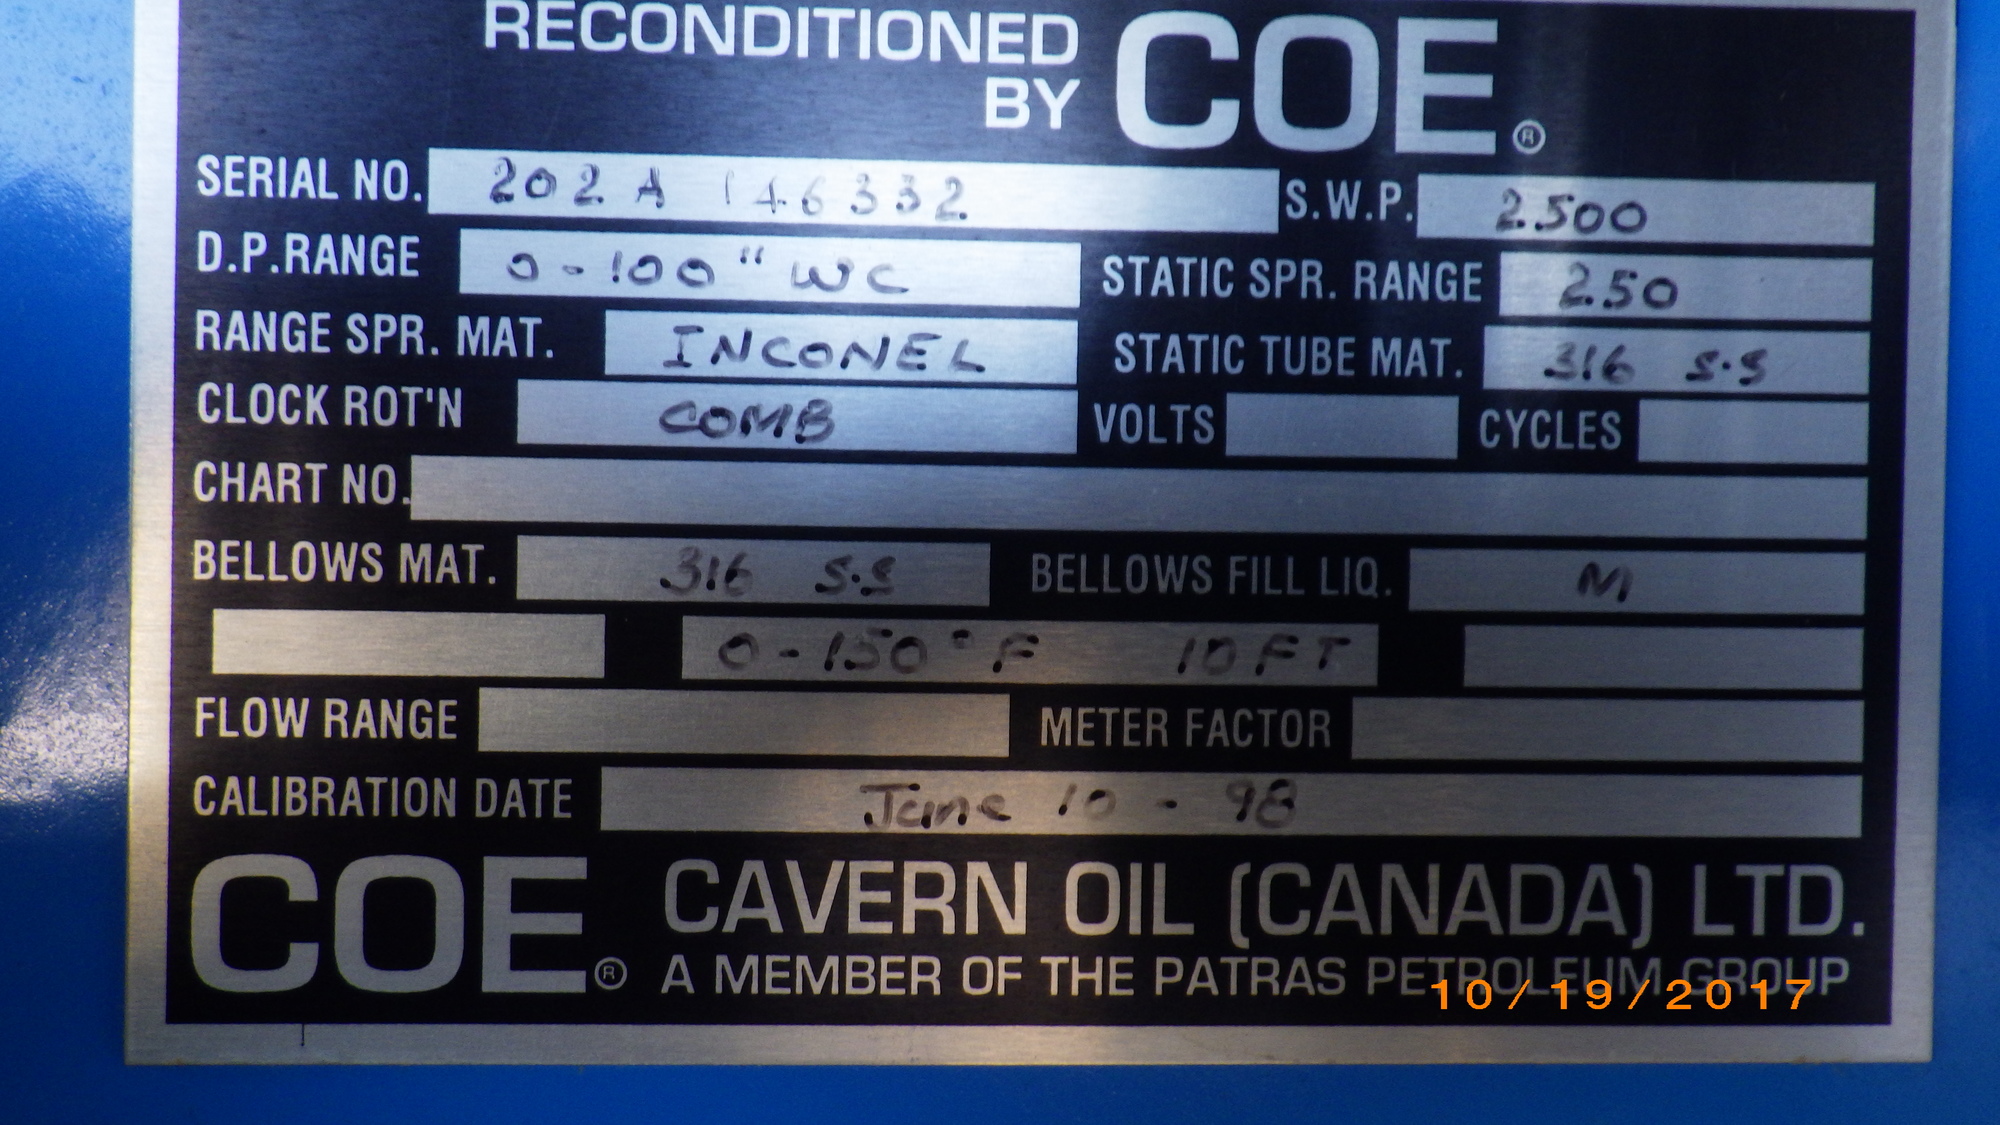 RECONDITIONED
BY COE®
SERIAL NO. 202A 146332 S.W.P. 2500
D.P.RANGE 0-100" WC STATIC SPR. RANGE 250
RANGE SPR. MAT. INCONEL STATIC TUBE MAT. 316 S.S
CLOCK ROT'N COMB VOLTS CYCLES
CHART NO.
BELLOWS MAT. 316 S.S BELLOWS FILL LIQ. M
0-150°F 10FT
FLOW RANGE METER FACTOR
CALIBRATION DATE June 10 - 98
COE® CAVERN OIL (CANADA) LTD.
A MEMBER OF THE PATRAS PETROLEUM GROUP
10/19/2017